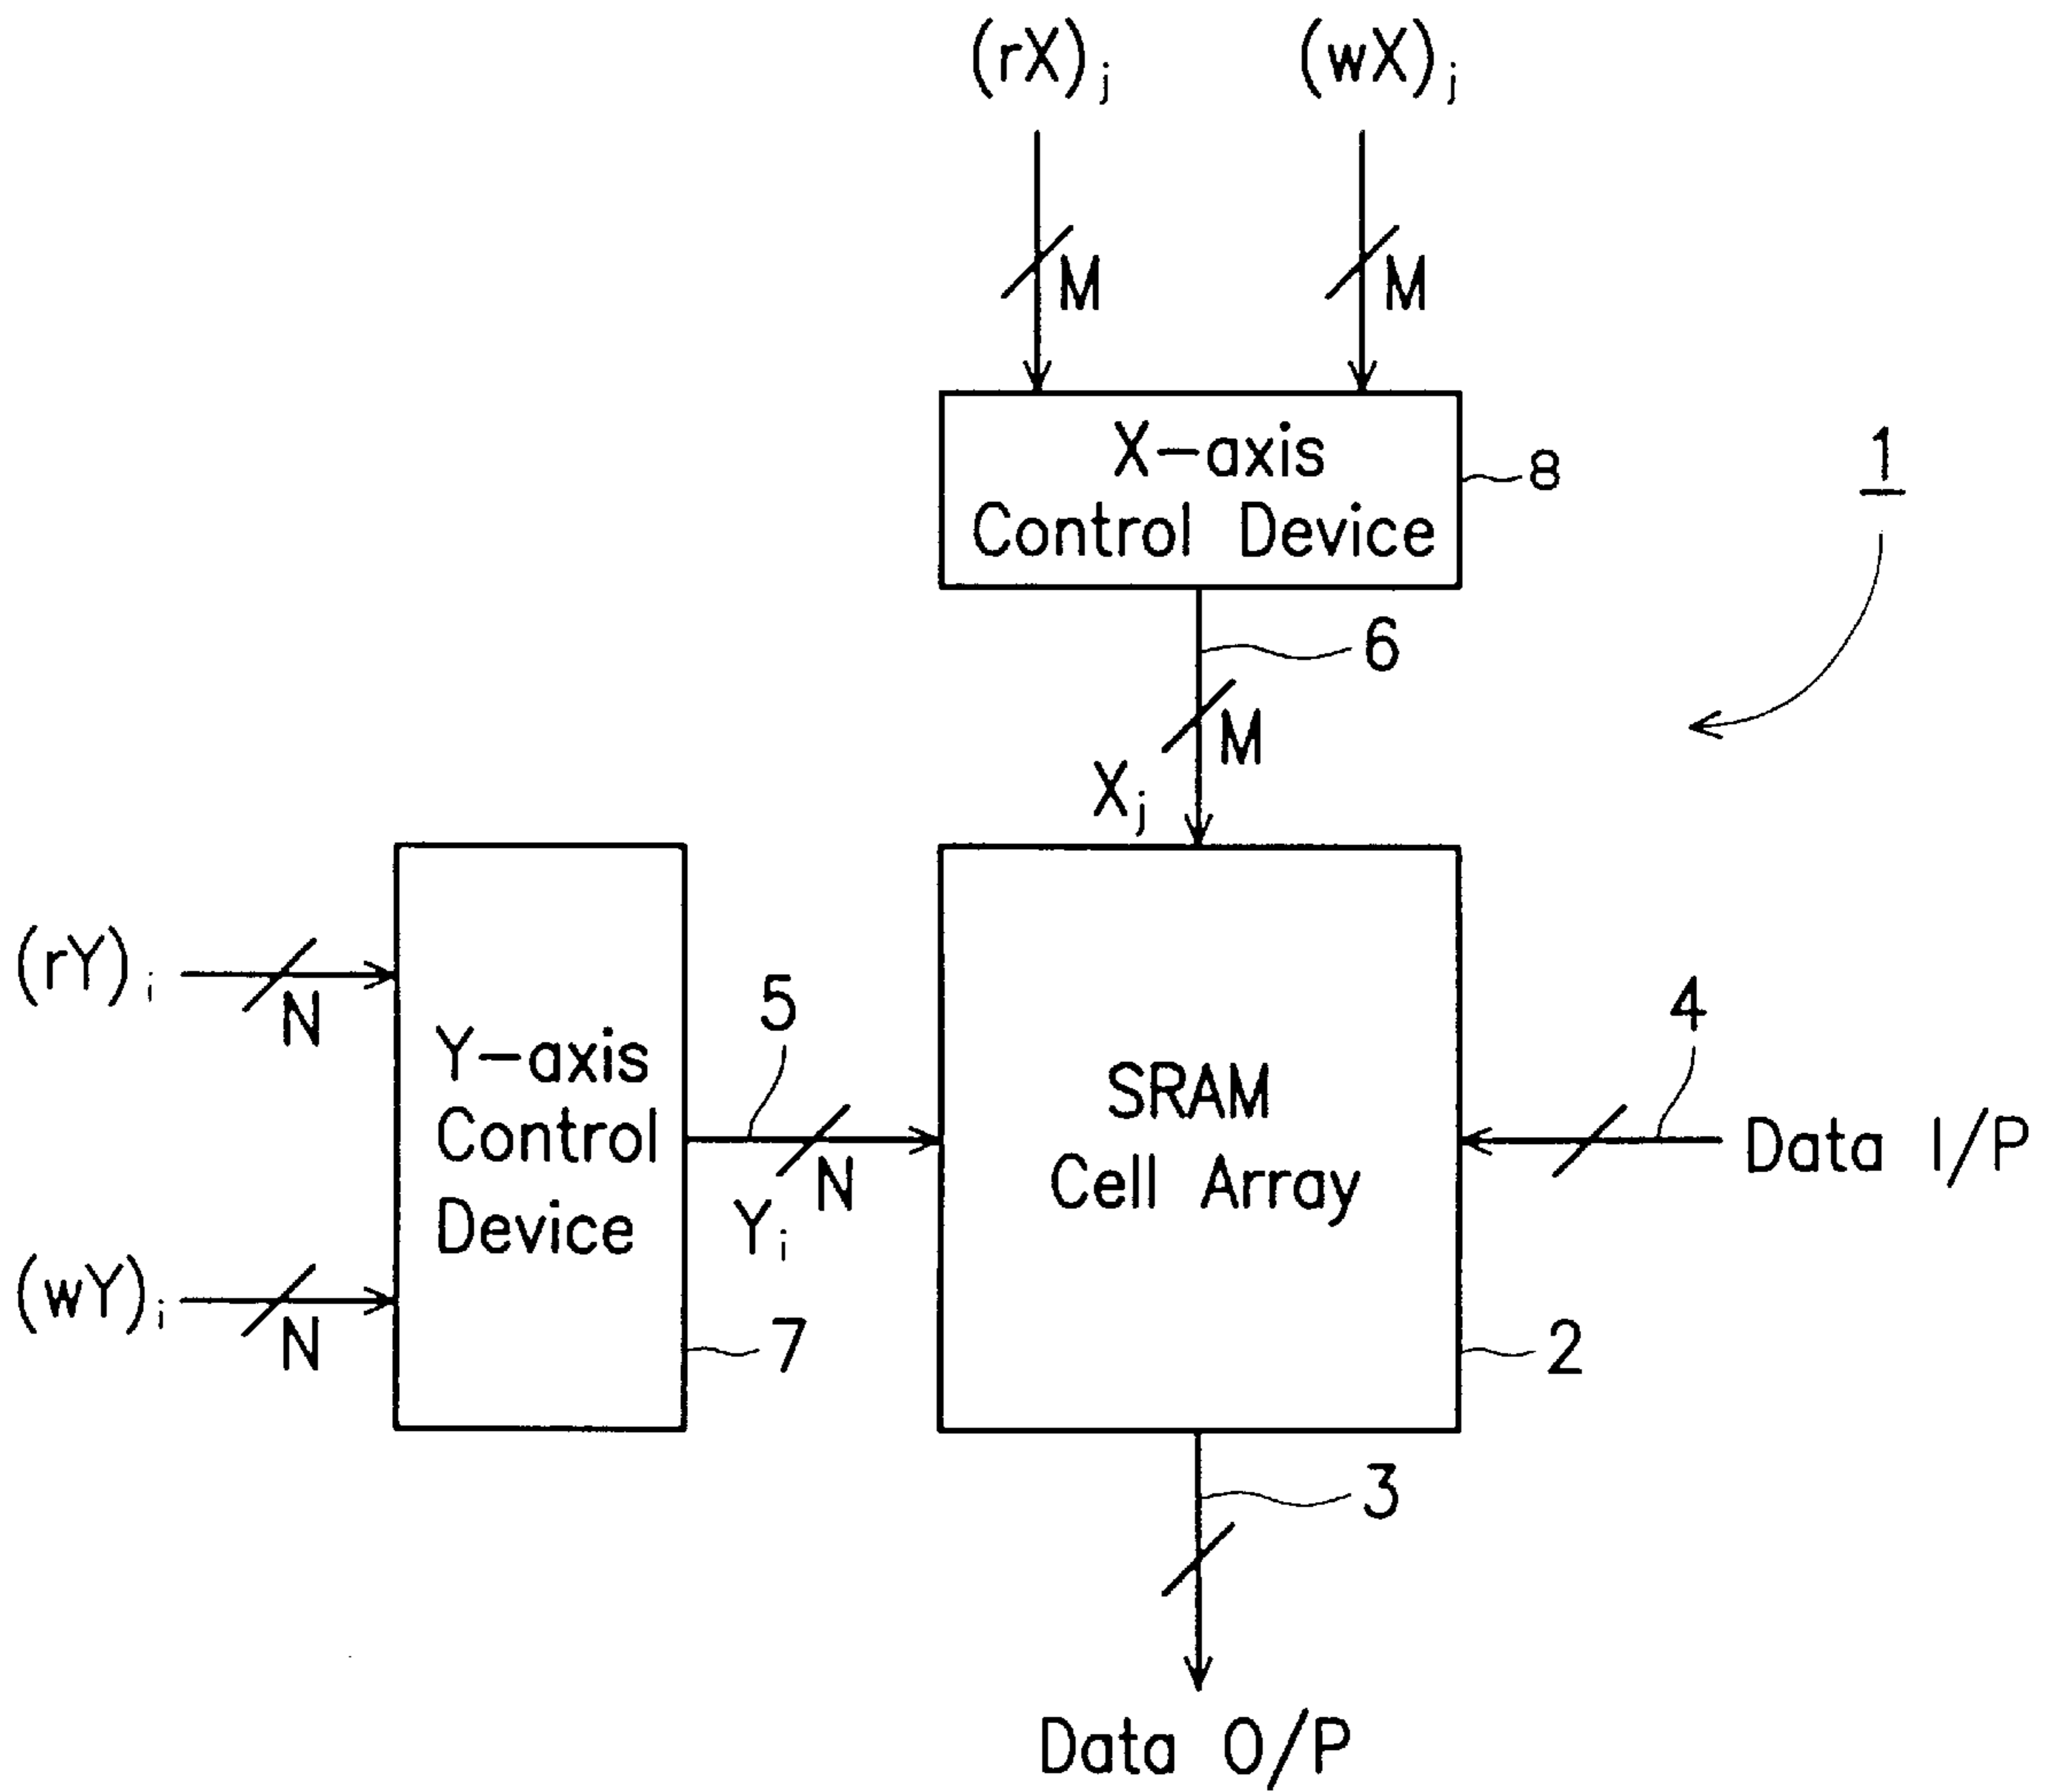 (rX)j (wX)j
M M
X-axis
Control Device
8
1
6
M
Xj
(rY)i
N
Y-axis
Control
Device
5
N
Yi
SRAM
Cell Array
4
Data I/P
(wY)i
N
7
2
3
Data O/P